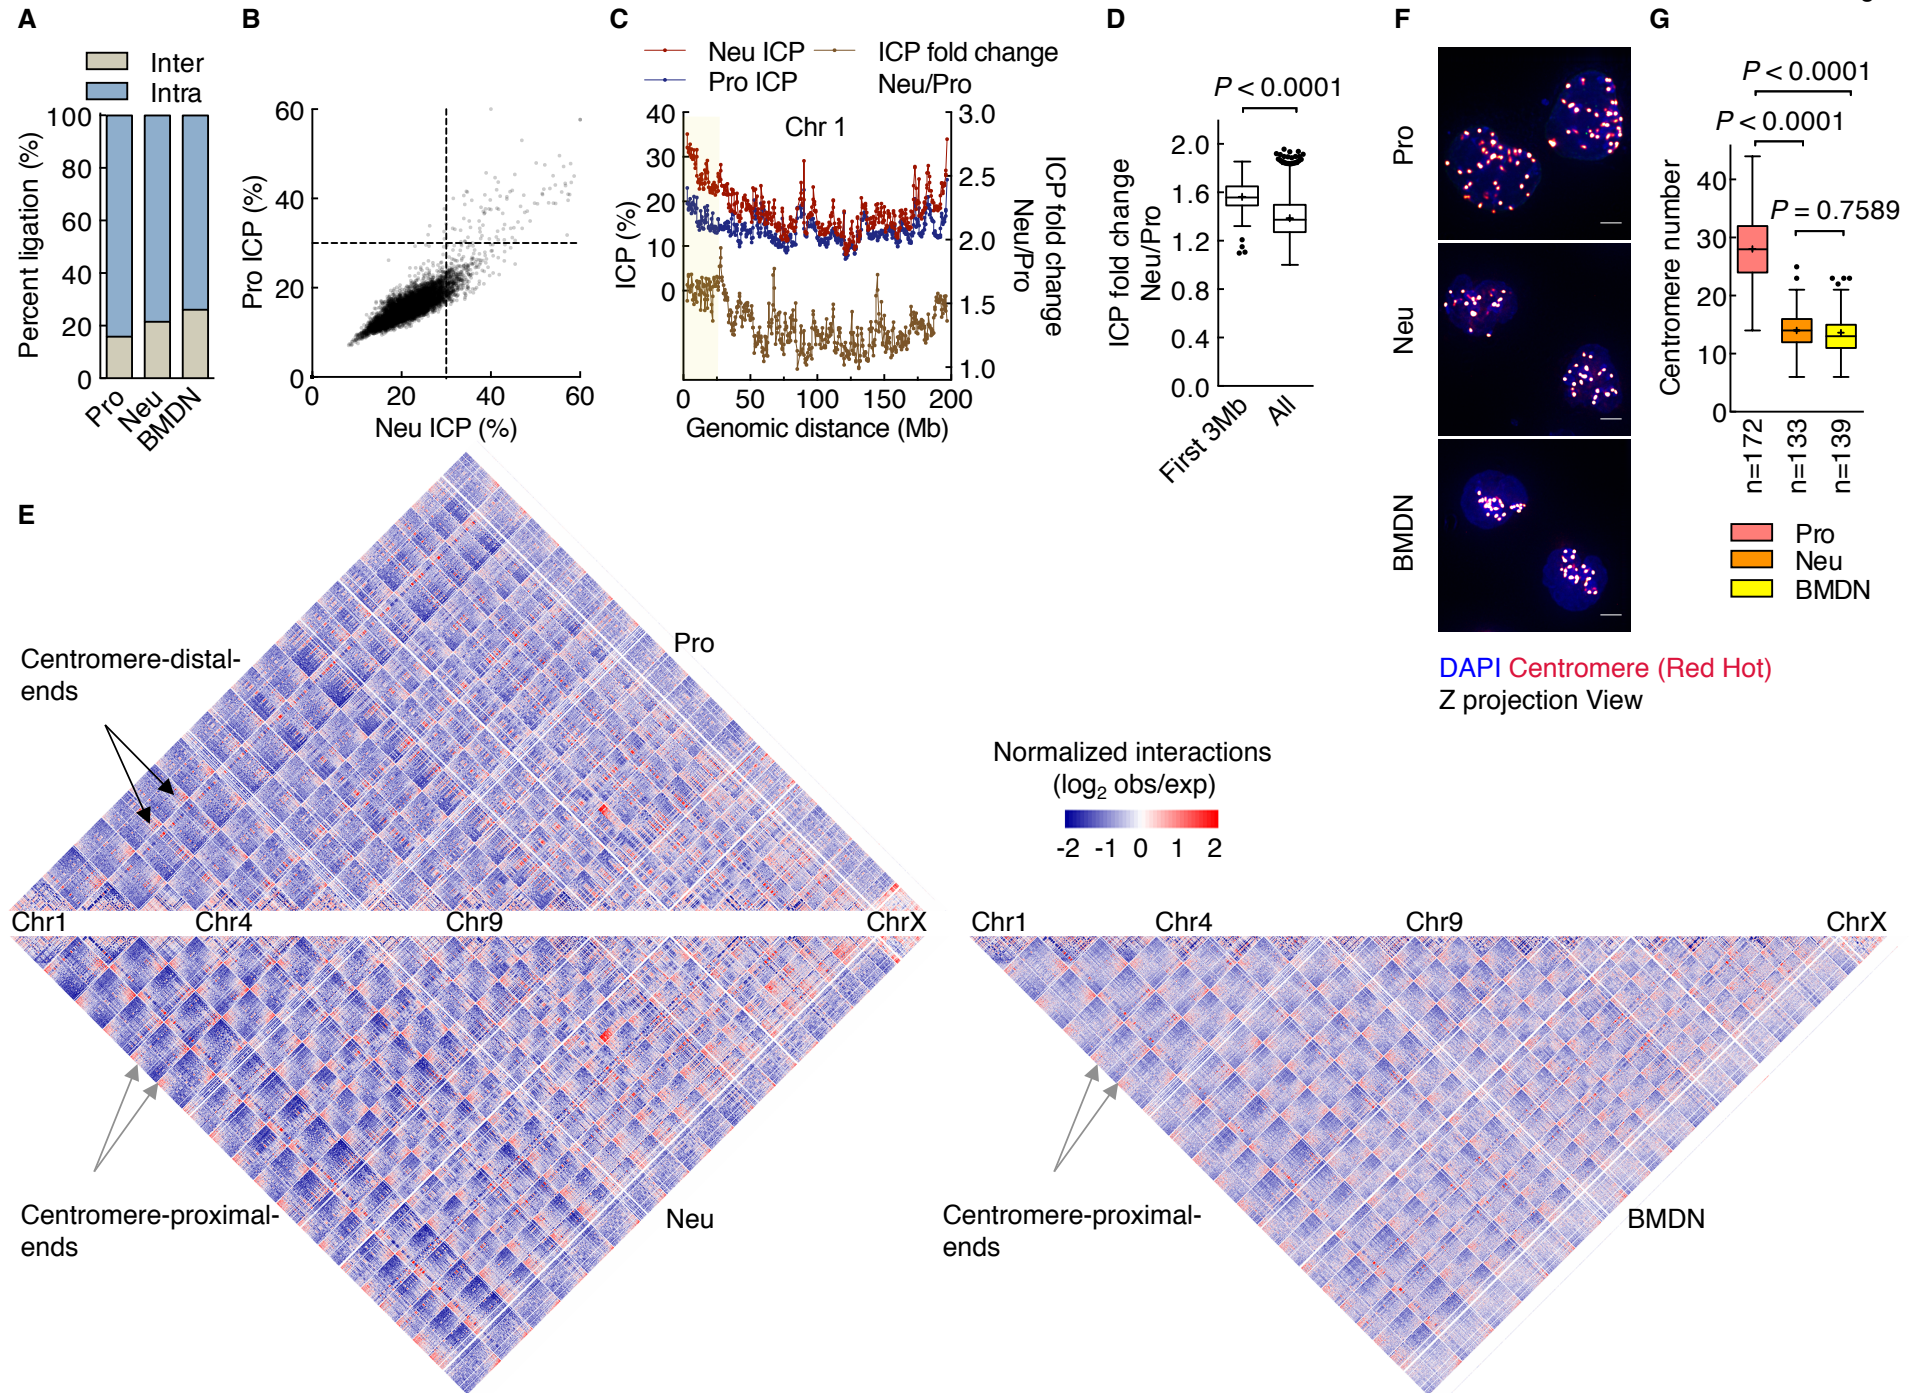 A
Inter
Intra
Percent ligation (%)
100
80
60
40
20
0
Pro
Neu
BMDN
B
Pro ICP (%)
60
40
20
0
0
20
40
60
Neu ICP (%)
C
Neu ICP
ICP fold change
Pro ICP
Neu/Pro
Chr 1
ICP (%)
40
30
20
10
0
3.0
2.5
2.0
1.5
1.0
ICP fold change
Neu/Pro
0
50
100
150
200
Genomic distance (Mb)
D
P < 0.0001
ICP fold change
Neu/Pro
2.0
1.6
1.2
0.8
0.4
0.0
First 3Mb
All
E
Centromere-distal-
ends
Pro
Chr1
Chr4
Chr9
ChrX
Centromere-proximal-
ends
Neu
Normalized interactions
(log2 obs/exp)
-2 -1 0 1 2
Chr1
Chr4
Chr9
ChrX
Centromere-proximal-
ends
BMDN
F
Pro
Neu
BMDN
DAPI Centromere (Red Hot)
Z projection View
G
P < 0.0001
P < 0.0001
P = 0.7589
Centromere number
40
30
20
10
0
n=172
n=133
n=139
Pro
Neu
BMDN